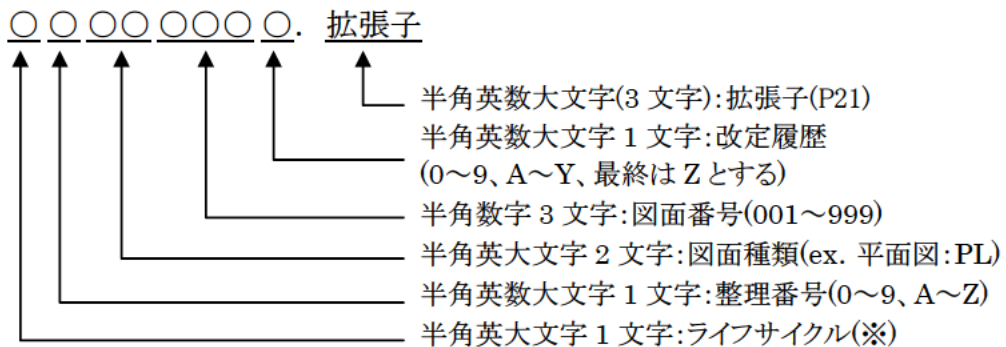 ○ ○ ○○ ○○○ ○. 拡張子
半角英数大文字(3 文字):拡張子(P21)
半角英数大文字 1 文字:改定履歴
(0～9、A～Y、最終は Z とする)
半角数字 3 文字:図面番号(001～999)
半角英大文字 2 文字:図面種類(ex. 平面図:PL)
半角英数大文字 1 文字:整理番号(0～9、A～Z)
半角英大文字 1 文字:ライフサイクル(※)